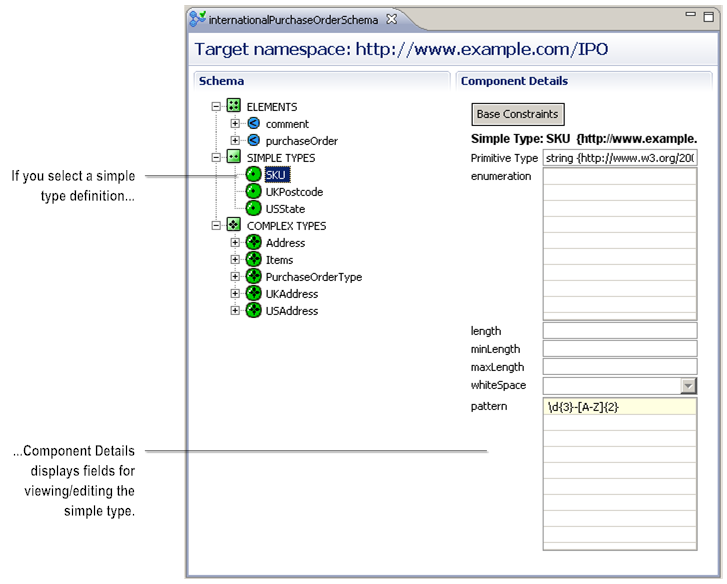 internationalPurchaseOrderSchema
Target namespace: http://www.example.com/IPO
Schema
ELEMENTS
comment
purchaseOrder
SIMPLE TYPES
SKU
UKPostcode
USState
COMPLEX TYPES
Address
Items
PurchaseOrderType
UKAddress
USAddress
Component Details
Base Constraints
Simple Type: SKU {http://www.example.
Primitive Type string {http://www.w3.org/200
enumeration
length
minLength
maxLength
whiteSpace
pattern \d{3}-[A-Z]{2}
If you select a simple
type definition...
...Component Details
displays fields for
viewing/editing the
simple type.